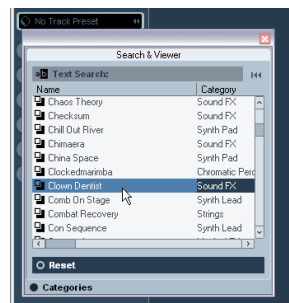 No Track Preset
Search & Viewer
ab Text Search:
Name Category
Chaos Theory Sound FX
Checksum Sound FX
Chill Out River Synth Pad
Chimaera Sound FX
China Space Synth Pad
Clockedmarimba Chromatic Perc
Clown Dentist Sound FX
Comb On Stage Synth Lead
Combat Recovery Strings
Con Sequence Synth Lead
Reset
Categories